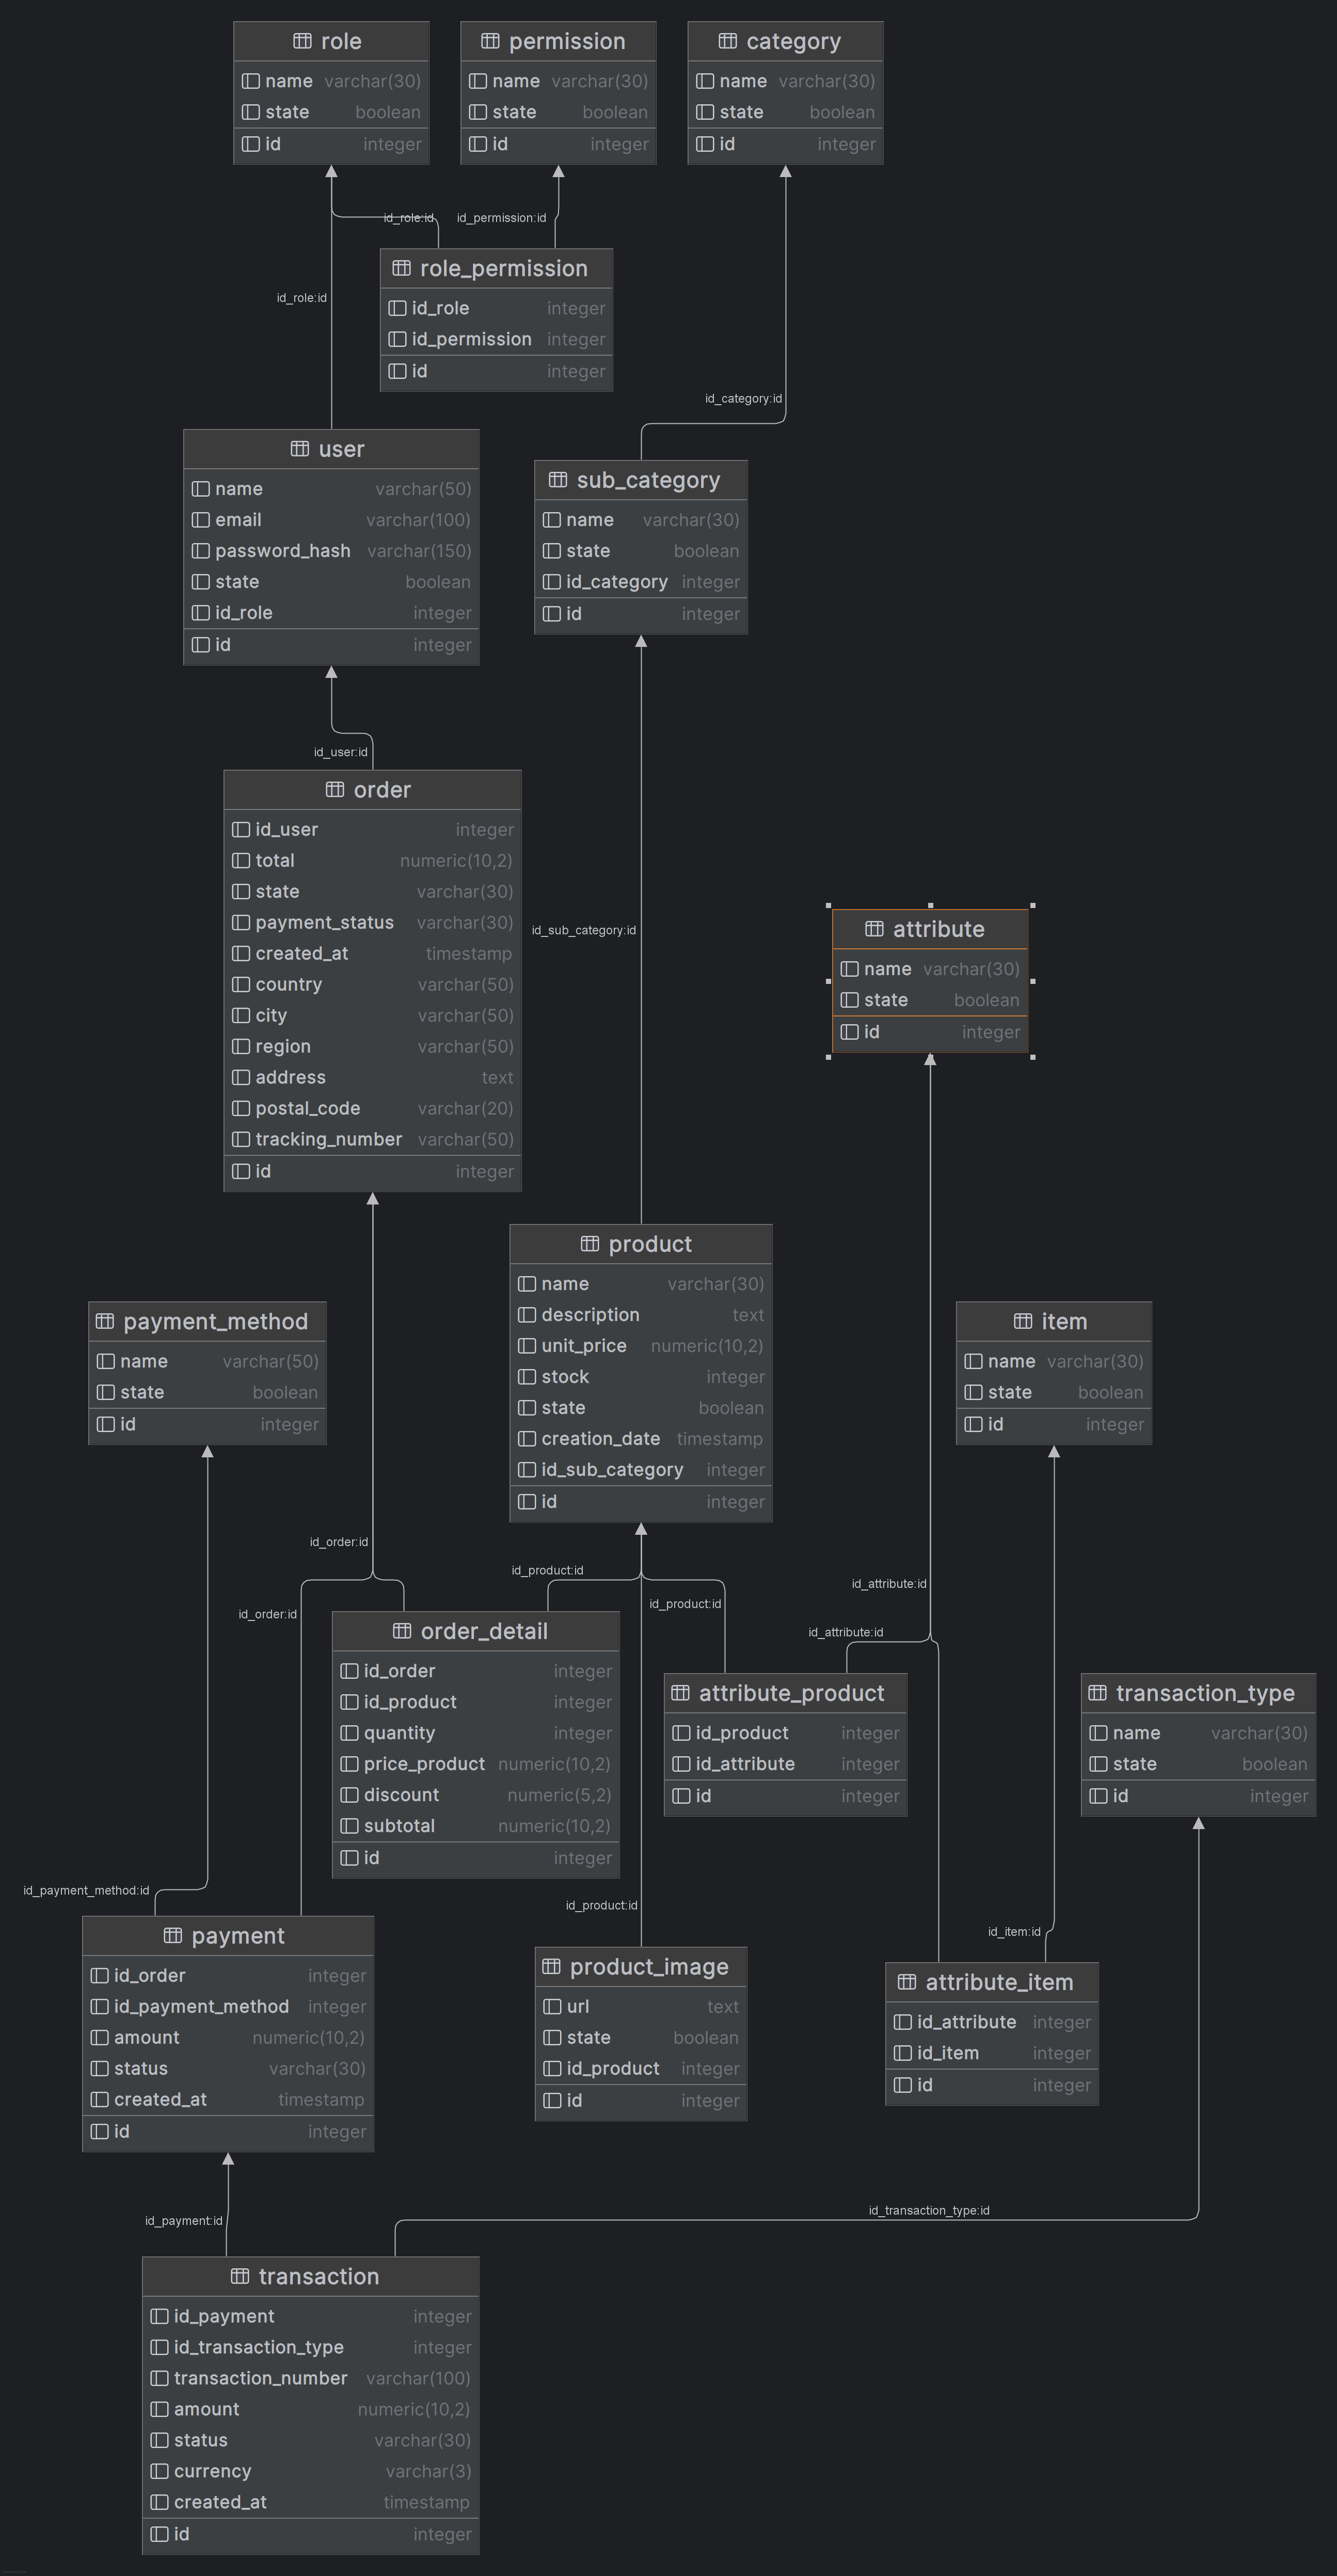 role
name varchar(30)
state boolean
id integer
permission
name varchar(30)
state boolean
id integer
category
name varchar(30)
state boolean
id integer
id_role:id
id_permission:id
role_permission
id_role integer
id_permission integer
id integer
id_role:id
id_category:id
user
name varchar(50)
email varchar(100)
password_hash varchar(150)
state boolean
id_role integer
id integer
sub_category
name varchar(30)
state boolean
id_category integer
id integer
id_user:id
order
id_user integer
total numeric(10,2)
state varchar(30)
payment_status varchar(30)
created_at timestamp
country varchar(50)
city varchar(50)
region varchar(50)
address text
postal_code varchar(20)
tracking_number varchar(50)
id integer
id_sub_category:id
attribute
name varchar(30)
state boolean
id integer
product
name varchar(30)
description text
unit_price numeric(10,2)
stock integer
state boolean
creation_date timestamp
id_sub_category integer
id integer
payment_method
name varchar(50)
state boolean
id integer
item
name varchar(30)
state boolean
id integer
id_order:id
id_product:id
id_attribute:id
id_product:id
id_order:id
id_attribute:id
order_detail
id_order integer
id_product integer
quantity integer
price_product numeric(10,2)
discount numeric(5,2)
subtotal numeric(10,2)
id integer
attribute_product
id_product integer
id_attribute integer
id integer
transaction_type
name varchar(30)
state boolean
id integer
id_payment_method:id
id_product:id
id_item:id
payment
id_order integer
id_payment_method integer
amount numeric(10,2)
status varchar(30)
created_at timestamp
id integer
product_image
url text
state boolean
id_product integer
id integer
attribute_item
id_attribute integer
id_item integer
id integer
id_payment:id
id_transaction_type:id
transaction
id_payment integer
id_transaction_type integer
transaction_number varchar(100)
amount numeric(10,2)
status varchar(30)
currency varchar(3)
created_at timestamp
id integer